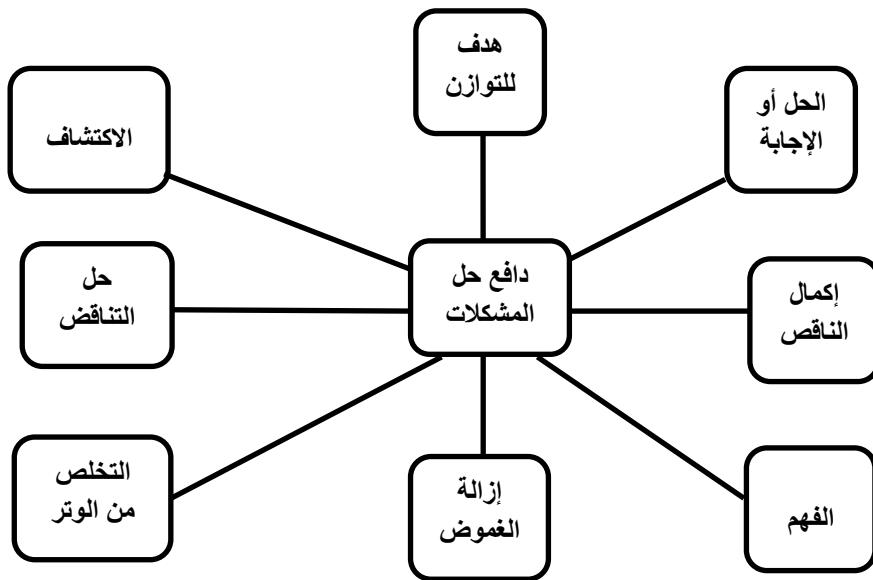 هدف
للتوازن
الحل أو
الإجابة
الاكتشاف
دافع حل
المشكلات
إكمال
الناقص
حل
التناقض
الفهم
إزالة
الغموض
التخلص
من الوتر